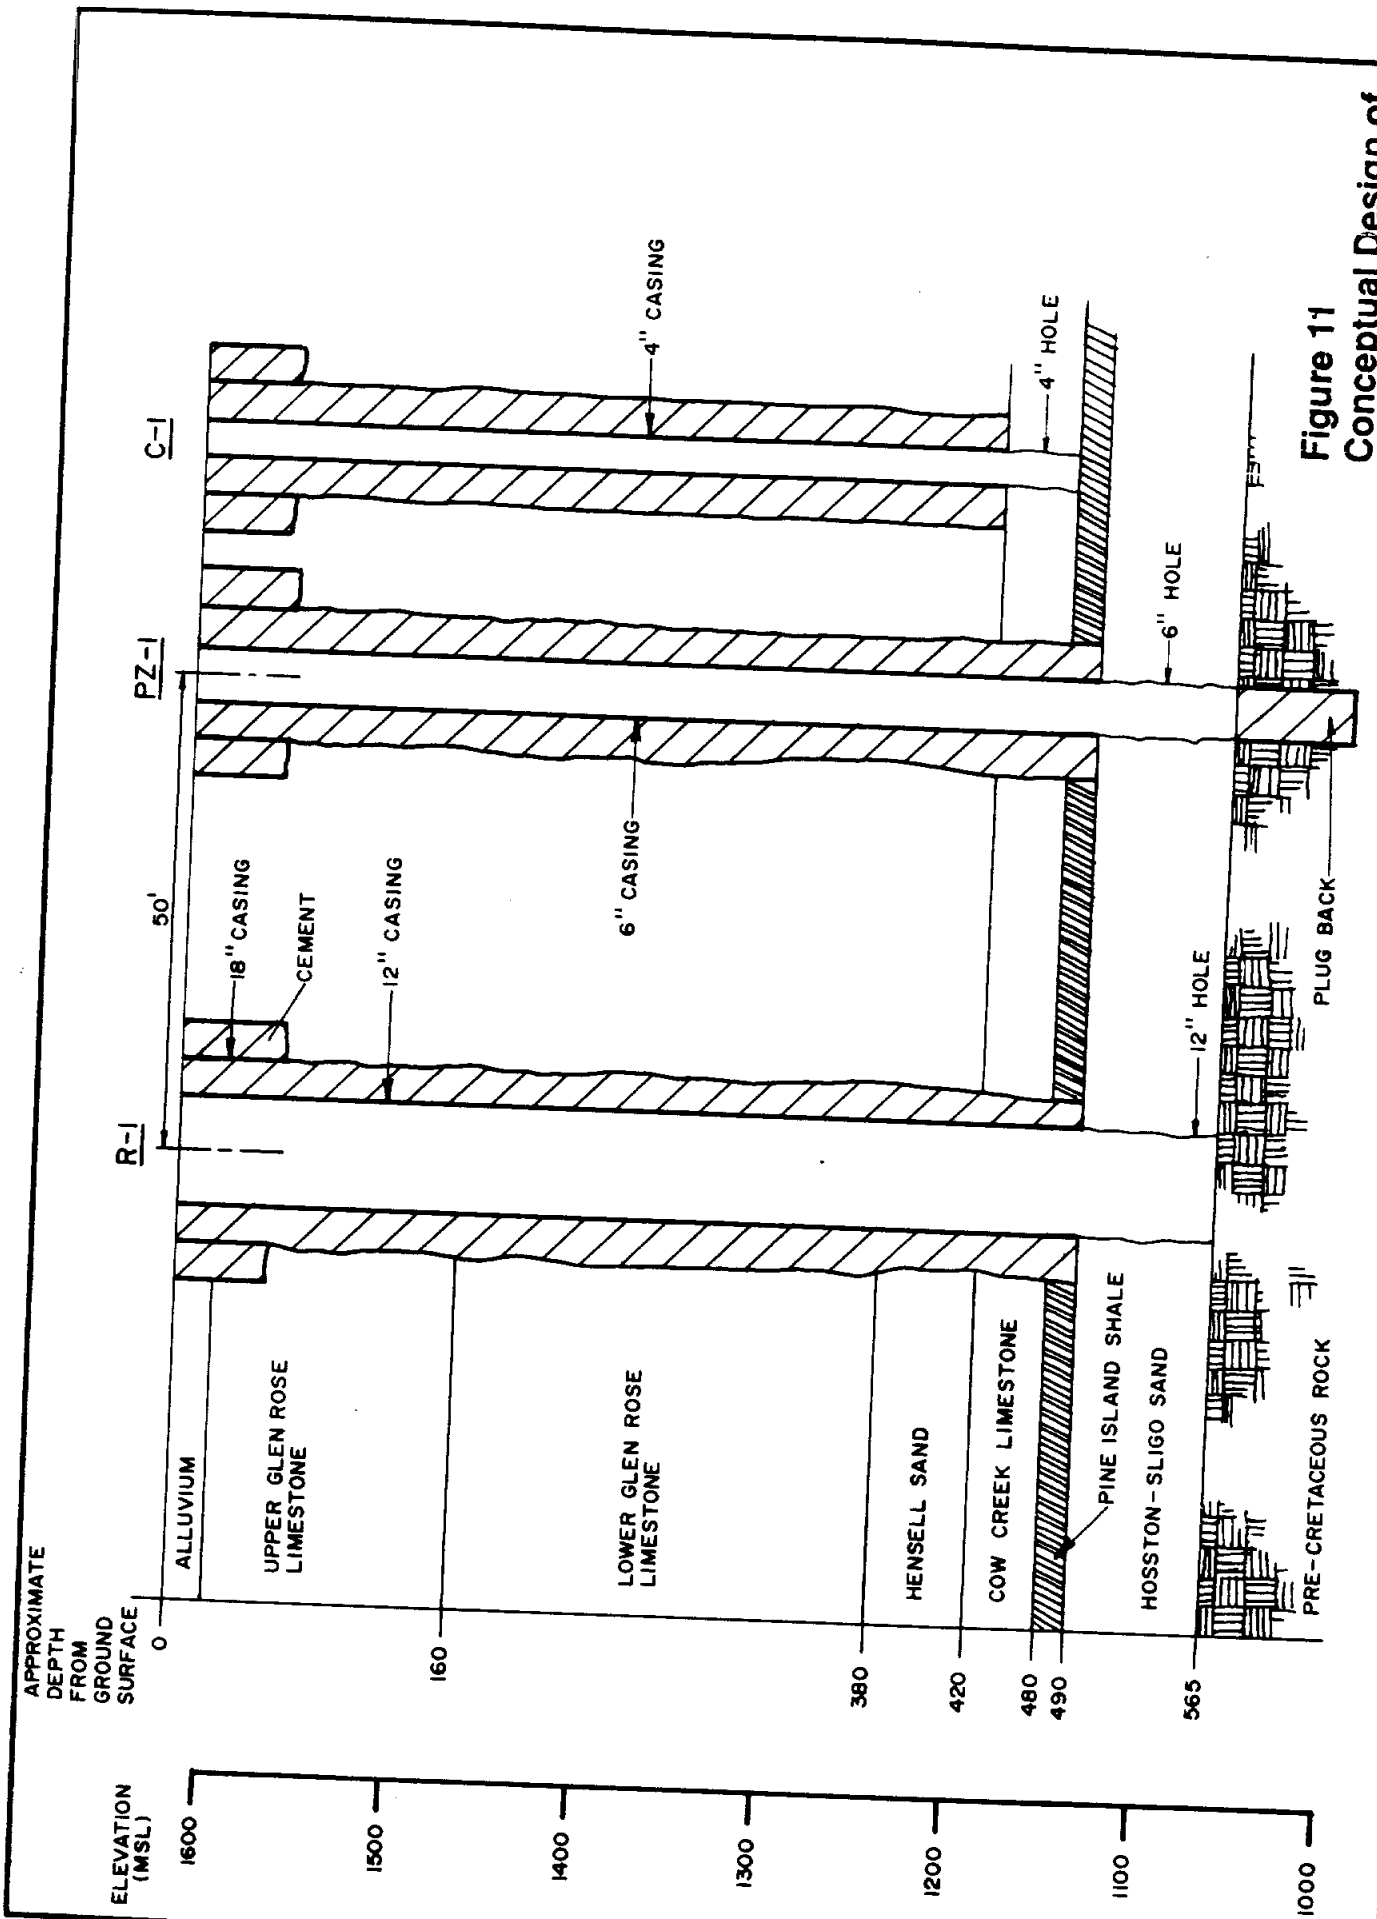 APPROXIMATE
DEPTH
FROM
GROUND
SURFACE
ELEVATION
(MSL)
R-1
PZ-1
C-1
50'
0
160
380
420
480
490
565
1600
1500
1400
1300
1200
1100
1000
ALLUVIUM
UPPER GLEN ROSE
LIMESTONE
LOWER GLEN ROSE
LIMESTONE
HENSELL SAND
COW CREEK LIMESTONE
PINE ISLAND SHALE
HOSSTON-SLIGO SAND
PRE-CRETACEOUS ROCK
18" CASING
CEMENT
12" CASING
6" CASING
4" CASING
4" HOLE
6" HOLE
12" HOLE
PLUG BACK
Figure 11
Conceptual Design of